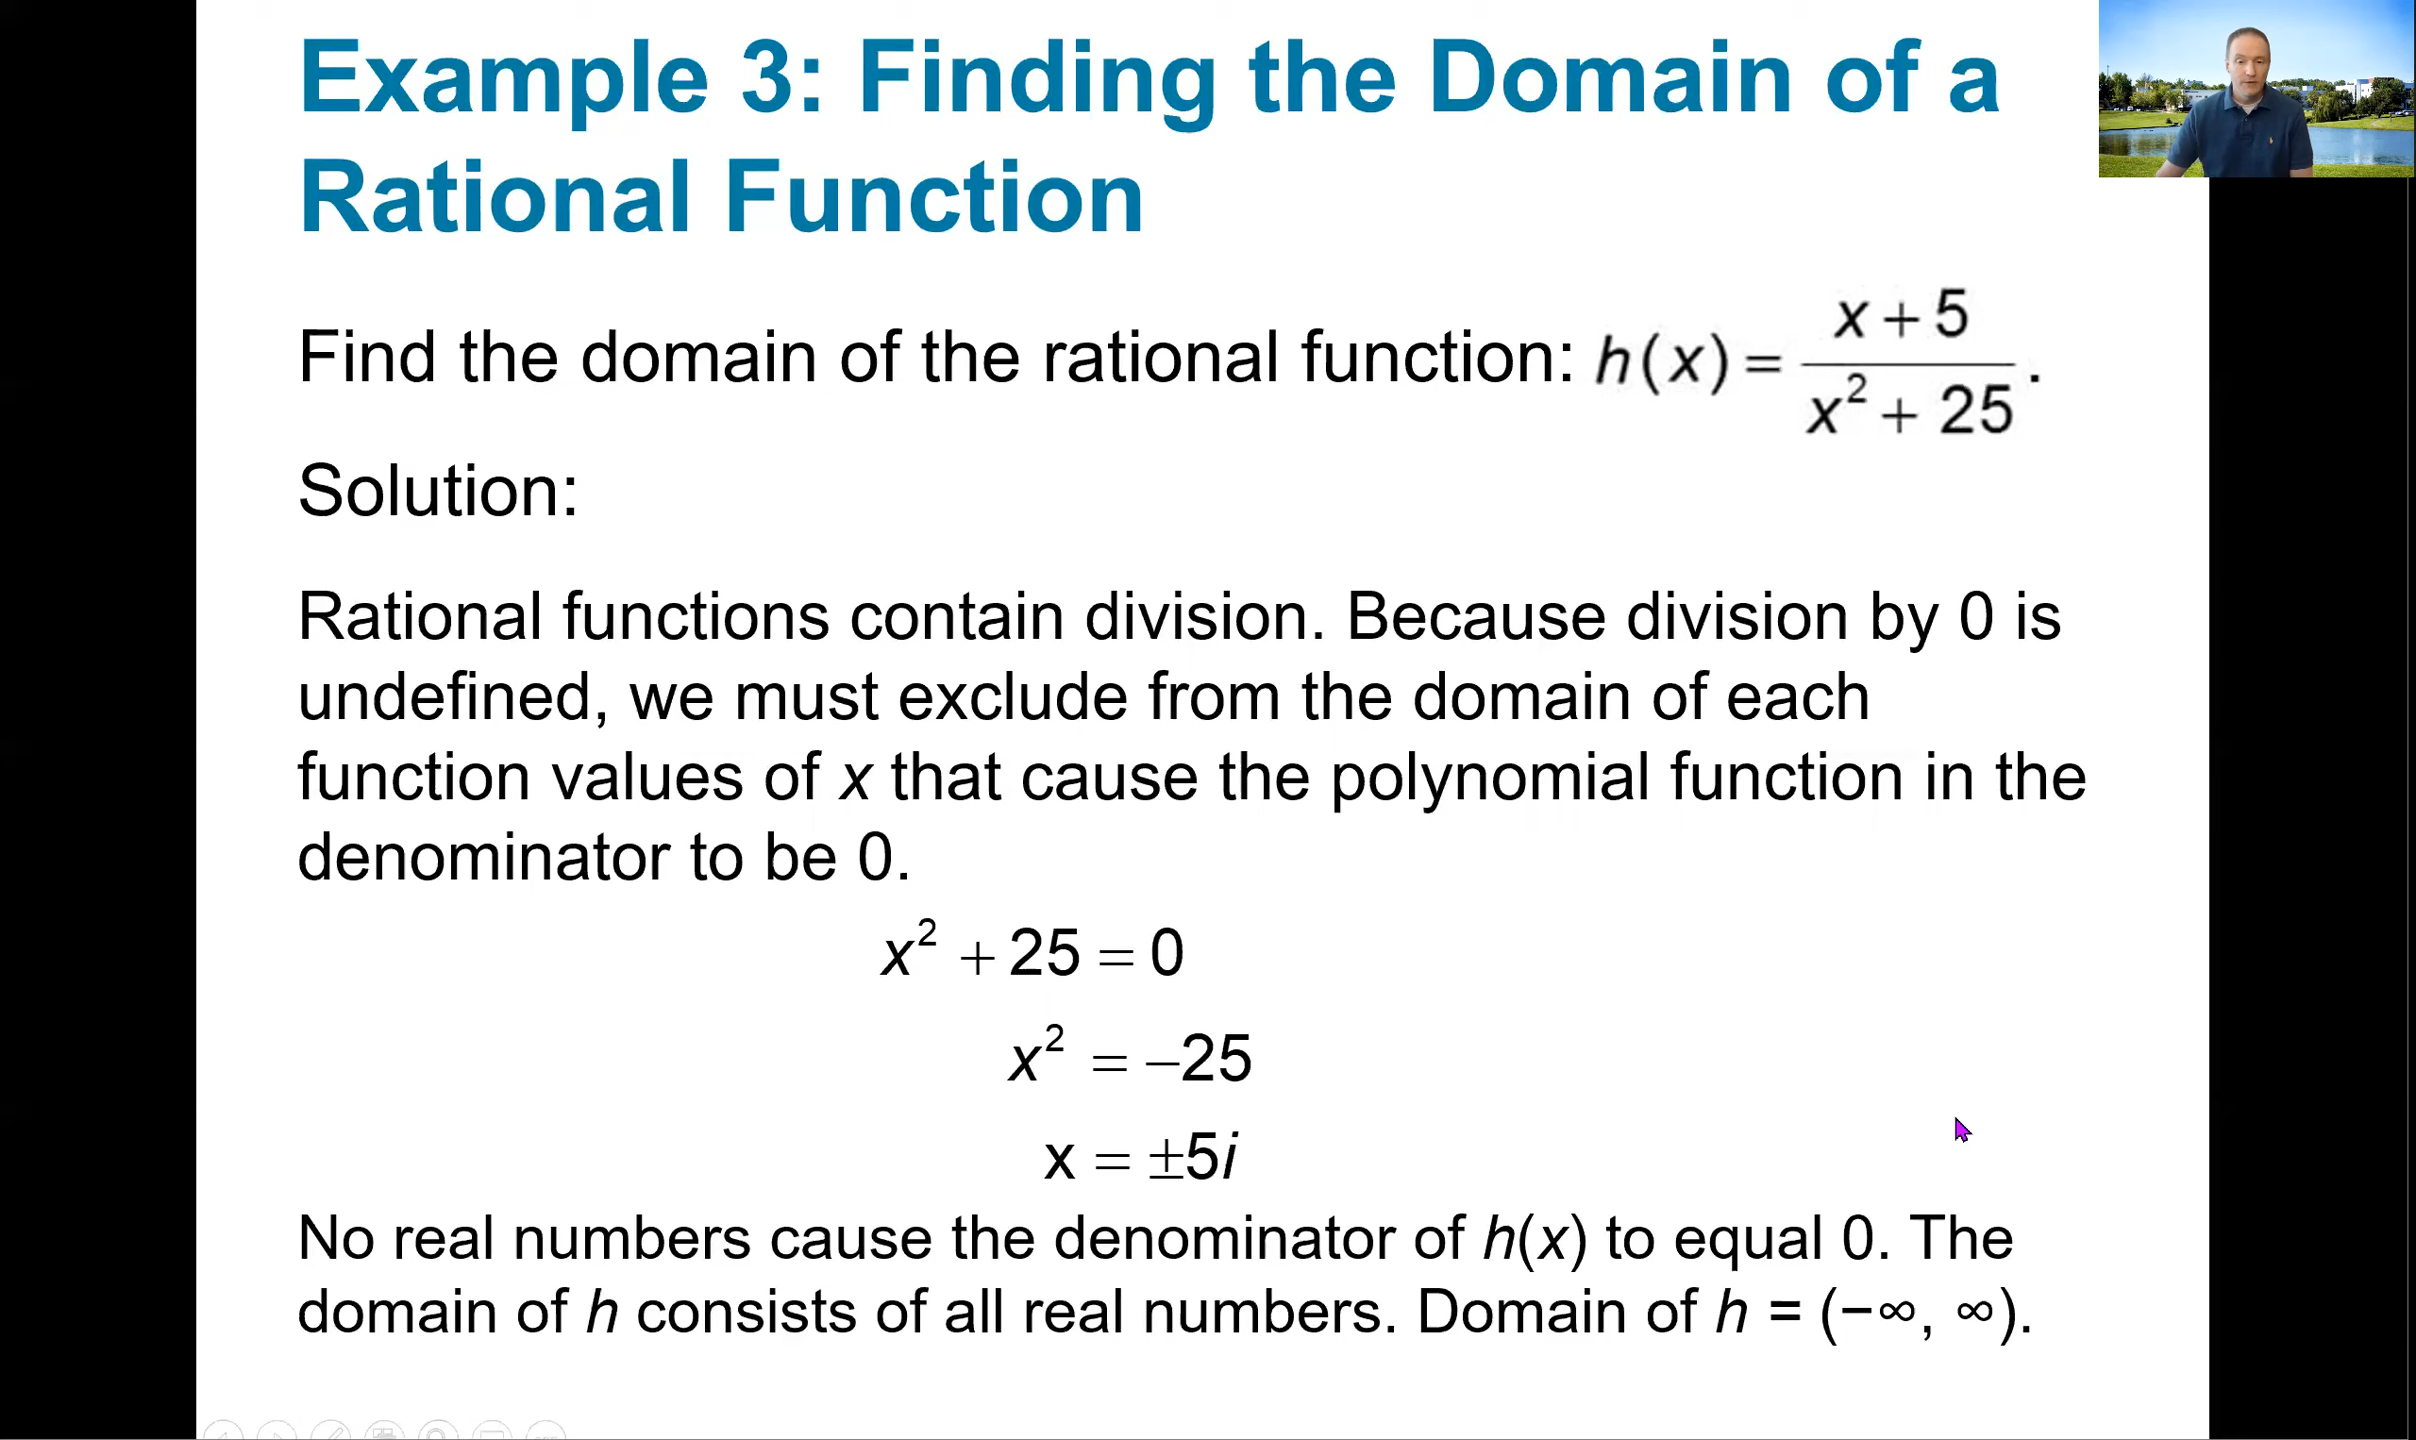 Example 3: Finding the Domain of a
Rational Function
Find the domain of the rational function: h(x) = (x + 5)/(x² + 25).
Solution:
Rational functions contain division. Because division by 0 is
undefined, we must exclude from the domain of each
function values of x that cause the polynomial function in the
denominator to be 0.
x² + 25 = 0
x² = –25
x = ±5i
No real numbers cause the denominator of h(x) to equal 0. The
domain of h consists of all real numbers. Domain of h = (−∞, ∞).